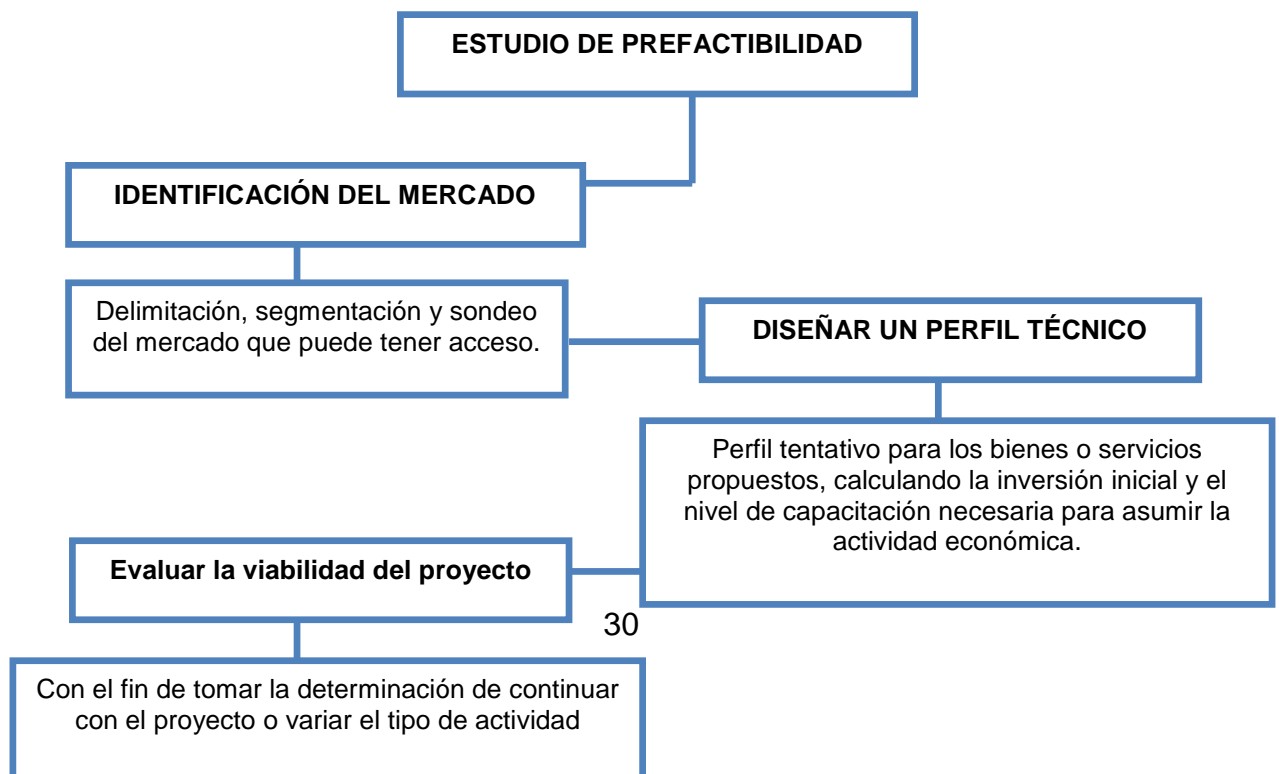 ESTUDIO DE PREFACTIBILIDAD
IDENTIFICACIÓN DEL MERCADO
Delimitación, segmentación y sondeo
del mercado que puede tener acceso.
DISEÑAR UN PERFIL TÉCNICO
Perfil tentativo para los bienes o servicios
propuestos, calculando la inversión inicial y el
nivel de capacitación necesaria para asumir la
actividad económica.
Evaluar la viabilidad del proyecto
30
Con el fin de tomar la determinación de continuar
con el proyecto o variar el tipo de actividad